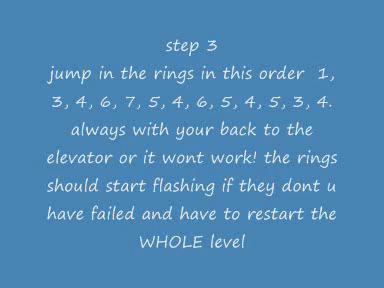 step 3
jump in the rings in this order  1,
3, 4, 6, 7, 5, 4, 6, 5, 4, 5, 3, 4.
always with your back to the
elevator or it wont work! the rings
should start flashing if they dont u
have failed and have to restart the
WHOLE level